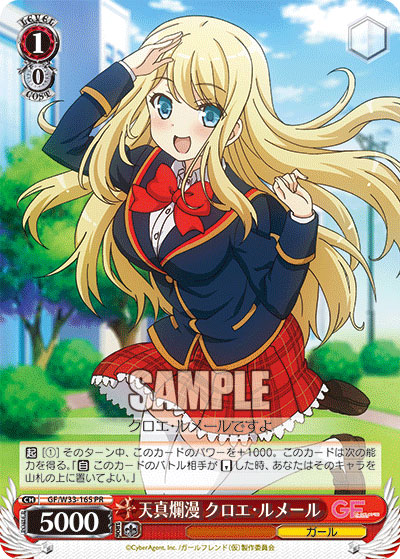 LEVEL
1
0
COST
SAMPLE
クロエ・ルメールですよ
起 [①] そのターン中、このカードのパワーを+1000。このカードは次の能
力を得る。『自 このカードのバトル相手が した時、あなたはそのキャラを
山札の上に置いてよい。』
CH GF/W33-165 PR
5000
天真爛漫 クロエ・ルメール
GF
ガール
©CyberAgent, Inc. /ガールフレンド(仮)製作委員会